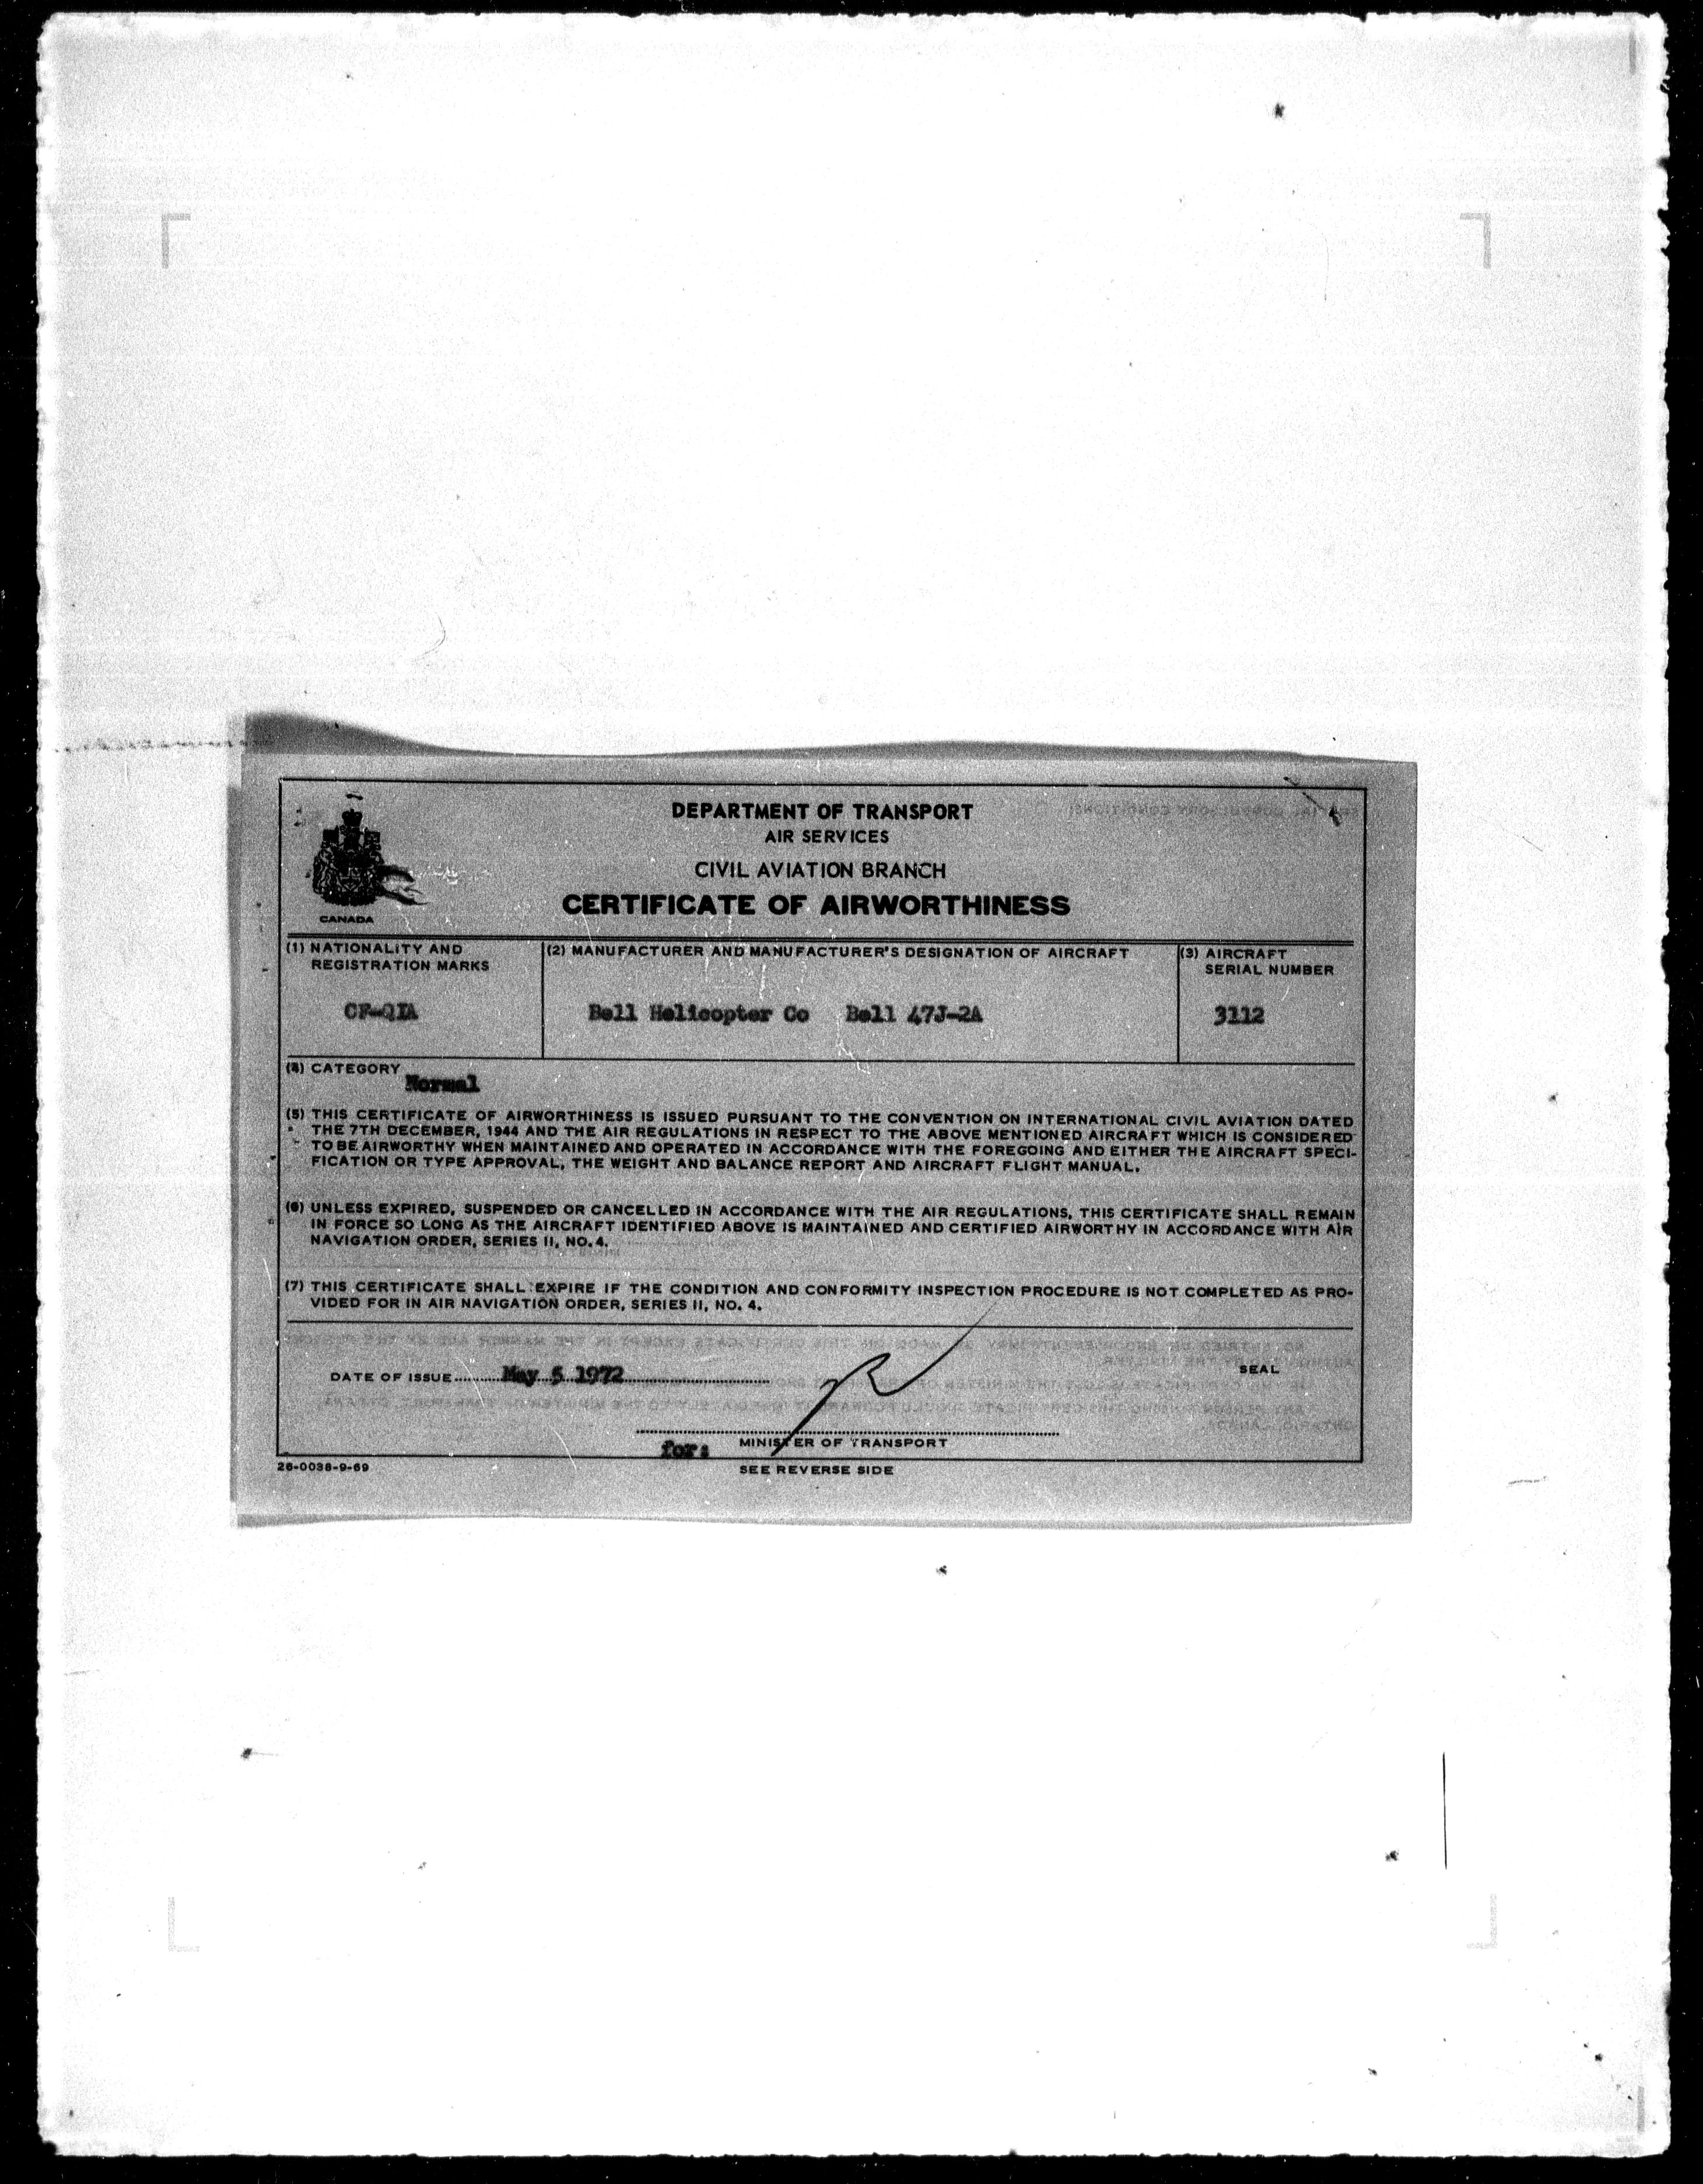 DEPARTMENT OF TRANSPORT
AIR SERVICES
CIVIL AVIATION BRANCH
CERTIFICATE OF AIRWORTHINESS
CANADA
(1) NATIONALITY AND
REGISTRATION MARKS
CF-QIA
(2) MANUFACTURER AND MANUFACTURER'S DESIGNATION OF AIRCRAFT
Bell Helicopter Co Bell 47J-2A
(3) AIRCRAFT
SERIAL NUMBER
3112
(4) CATEGORY
Normal
(5) THIS CERTIFICATE OF AIRWORTHINESS IS ISSUED PURSUANT TO THE CONVENTION ON INTERNATIONAL CIVIL AVIATION DATED
THE 7TH DECEMBER, 1944 AND THE AIR REGULATIONS IN RESPECT TO THE ABOVE MENTIONED AIRCRAFT WHICH IS CONSIDERED
TO BE AIRWORTHY WHEN MAINTAINED AND OPERATED IN ACCORDANCE WITH THE FOREGOING AND EITHER THE AIRCRAFT SPECI-
FICATION OR TYPE APPROVAL, THE WEIGHT AND BALANCE REPORT AND AIRCRAFT FLIGHT MANUAL.
(6) UNLESS EXPIRED, SUSPENDED OR CANCELLED IN ACCORDANCE WITH THE AIR REGULATIONS, THIS CERTIFICATE SHALL REMAIN
IN FORCE SO LONG AS THE AIRCRAFT IDENTIFIED ABOVE IS MAINTAINED AND CERTIFIED AIRWORTHY IN ACCORDANCE WITH AIR
NAVIGATION ORDER, SERIES II, NO. 4.
(7) THIS CERTIFICATE SHALL EXPIRE IF THE CONDITION AND CONFORMITY INSPECTION PROCEDURE IS NOT COMPLETED AS PRO-
VIDED FOR IN AIR NAVIGATION ORDER, SERIES II, NO. 4.
DATE OF ISSUE May 5 1972
SEAL
for: MINISTER OF TRANSPORT
26-0038-9-69
SEE REVERSE SIDE